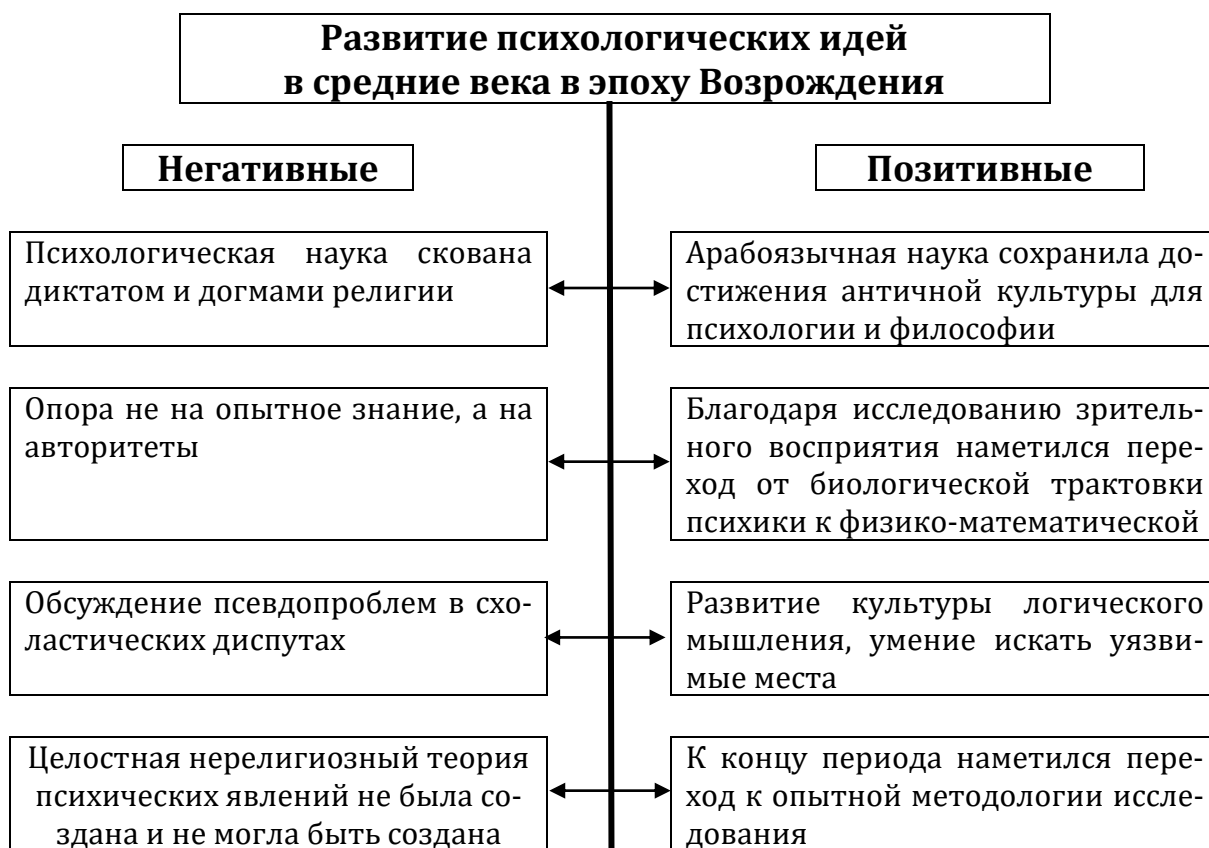 Развитие психологических идей
в средние века в эпоху Возрождения
Негативные
Позитивные
Психологическая наука скована
диктатом и догмами религии
Арабоязычная наука сохранила до-
стижения античной культуры для
психологии и философии
Опора не на опытное знание, а на
авторитеты
Благодаря исследованию зритель-
ного восприятия наметился пере-
ход от биологической трактовки
психики к физико-математической
Обсуждение псевдопроблем в схо-
ластических диспутах
Развитие культуры логического
мышления, умение искать уязви-
мые места
Целостная нерелигиозный теория
психических явлений не была со-
здана и не могла быть создана
К концу периода наметился пере-
ход к опытной методологии иссле-
дования